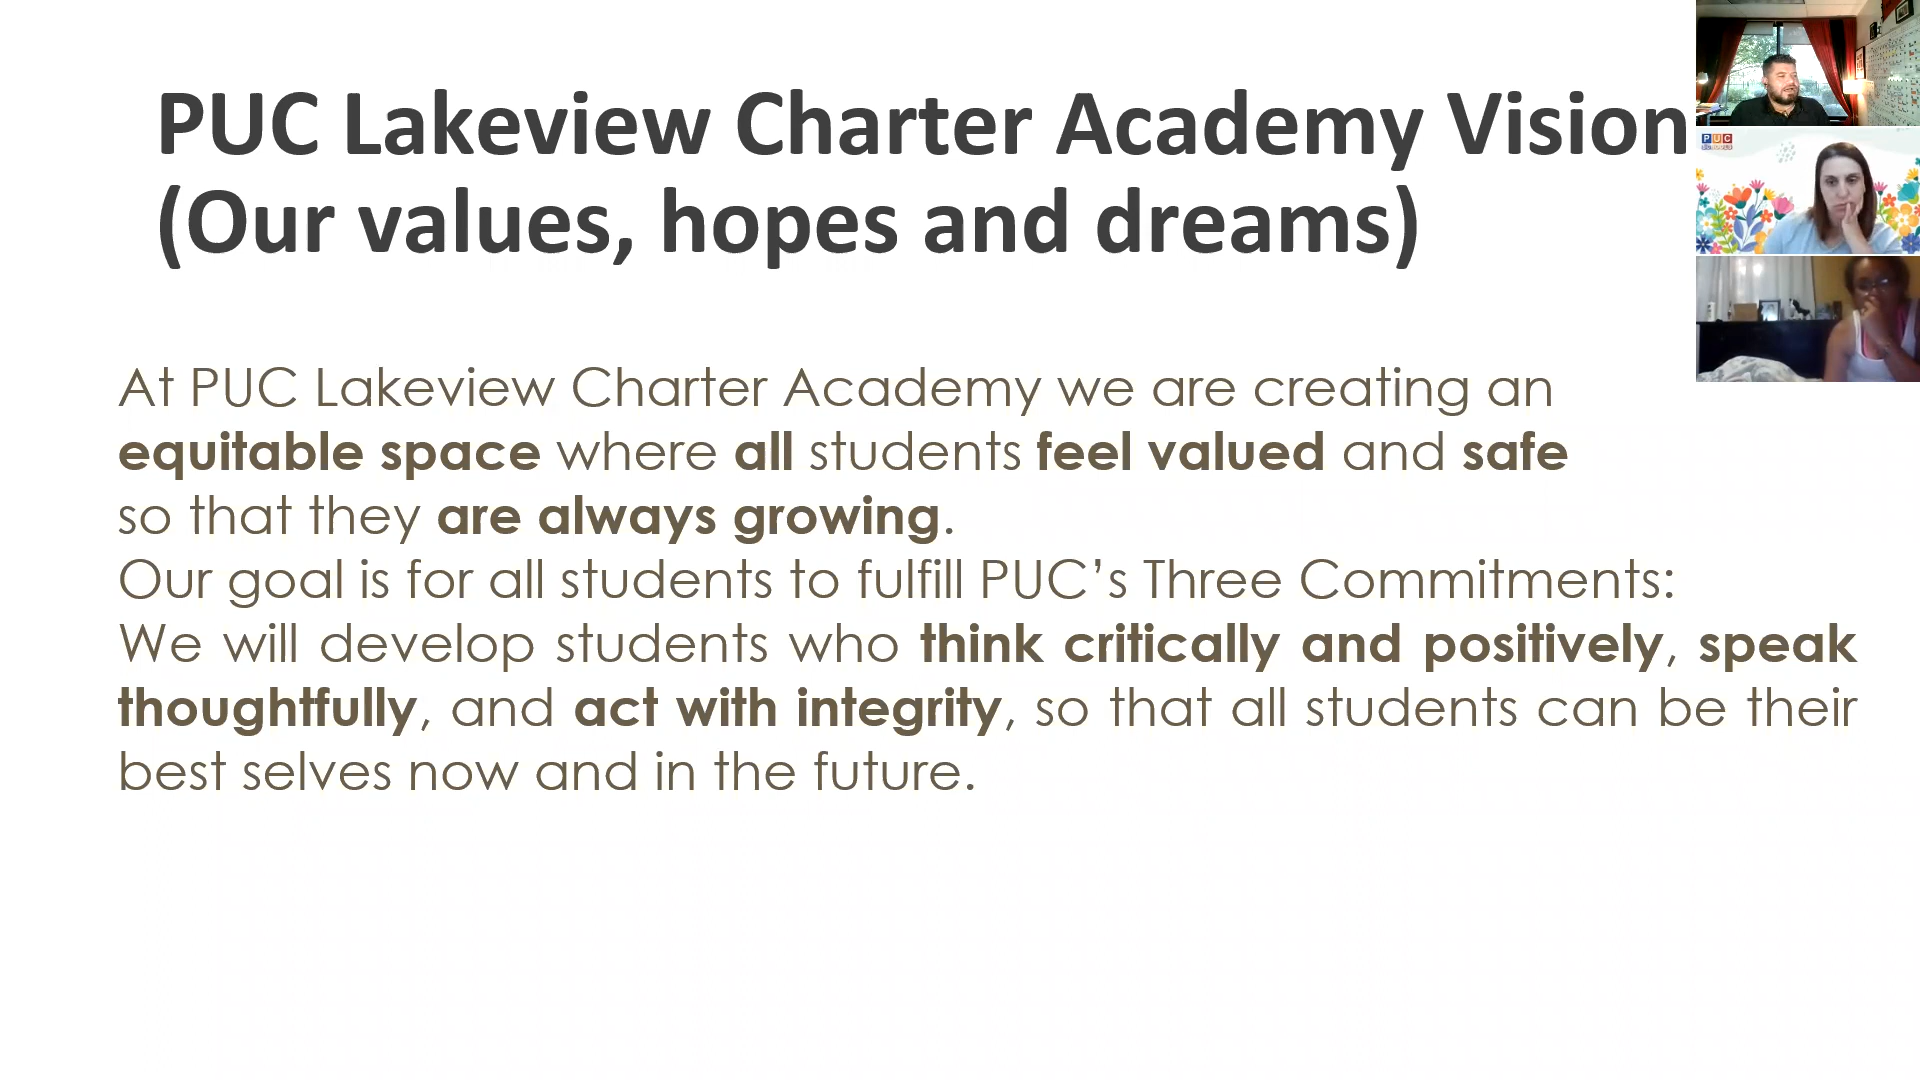 PUC Lakeview Charter Academy Vision
(Our values, hopes and dreams)
At PUC Lakeview Charter Academy we are creating an
equitable space where all students feel valued and safe
so that they are always growing.
Our goal is for all students to fulfill PUC’s Three Commitments:
We will develop students who think critically and positively, speak
thoughtfully, and act with integrity, so that all students can be their
best selves now and in the future.
PUC